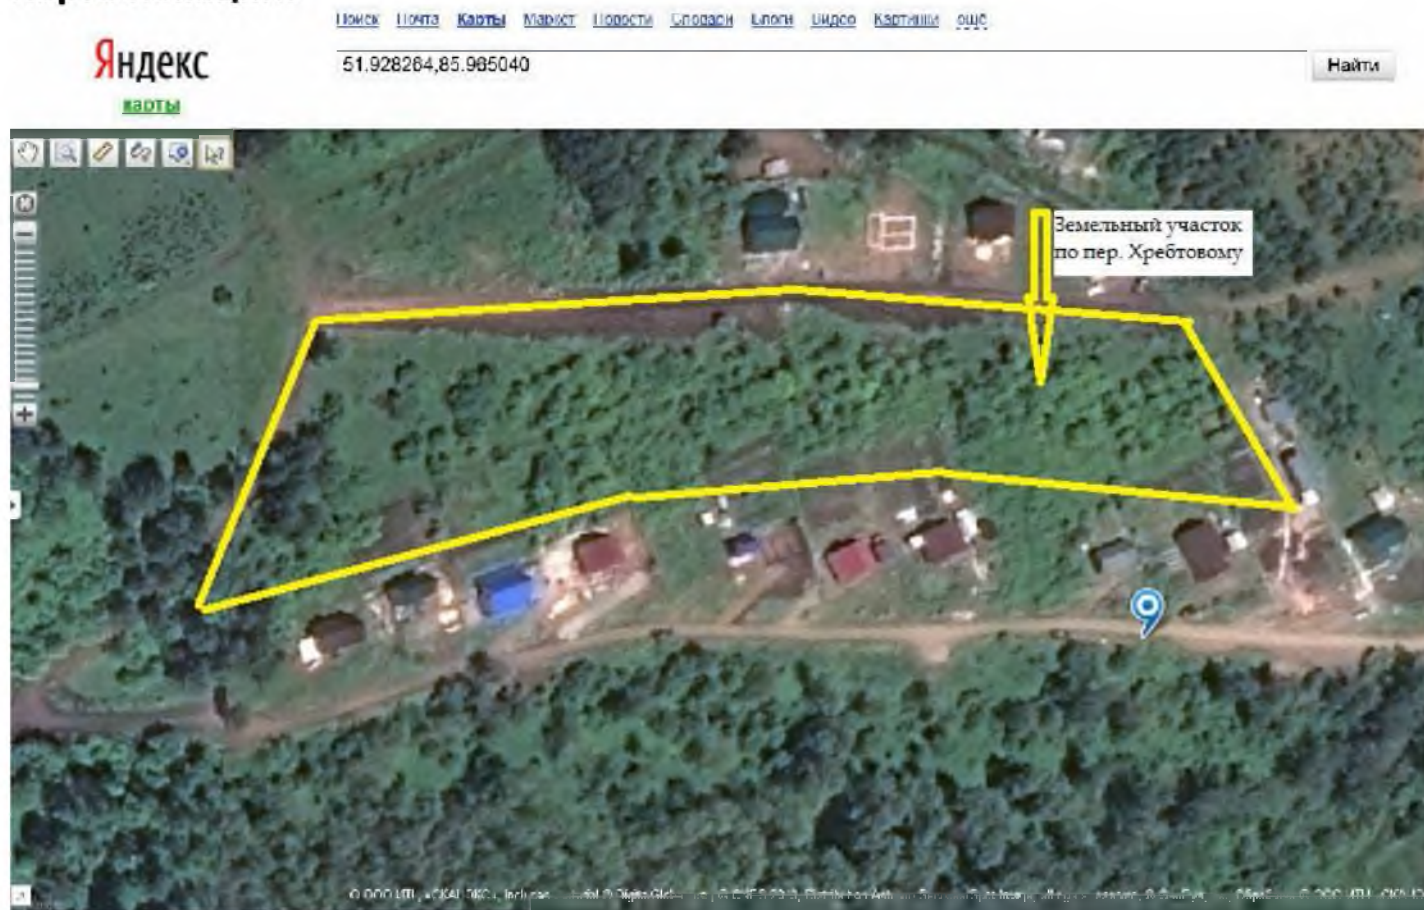 Поиск Почта Карты Маркет Новости Словари Блоги Видео Картинки ещё
Яндекс
карты
51.928264,85.965040
Найти
Земельный участок
по пер. Хребтовому